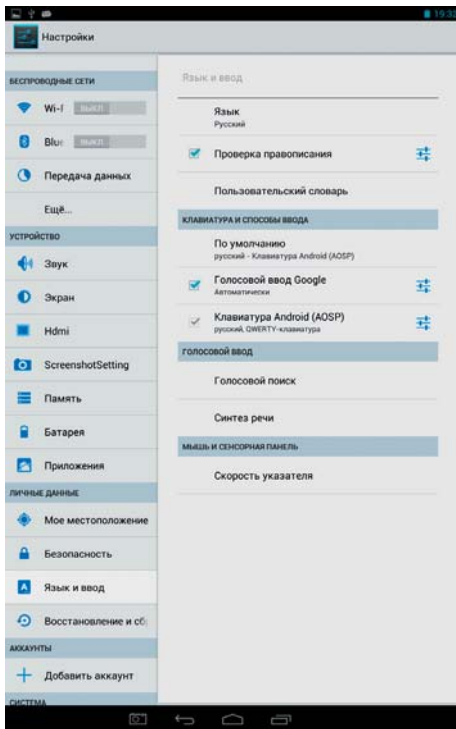 19:32
Настройки
БЕСПРОВОДНЫЕ СЕТИ
Wi-F
ВЫКЛ
Blue
ВЫКЛ
Передача данных
Ещё...
УСТРОЙСТВО
Звук
Экран
Hdmi
ScreenshotSetting
Память
Батарея
Приложения
ЛИЧНЫЕ ДАННЫЕ
Мое местоположение
Безопасность
Язык и ввод
Восстановление и сб
АККАУНТЫ
Добавить аккаунт
СИСТЕМА
Язык и ввод
Язык
Русский
Проверка правописания
Пользовательский словарь
КЛАВИАТУРА И СПОСОБЫ ВВОДА
По умолчанию
русский - Клавиатура Android (AOSP)
Голосовой ввод Google
Автоматически
Клавиатура Android (AOSP)
русский, QWERTY-клавиатура
ГОЛОСОВОЙ ВВОД
Голосовой поиск
Синтез речи
МЫШЬ И СЕНСОРНАЯ ПАНЕЛЬ
Скорость указателя